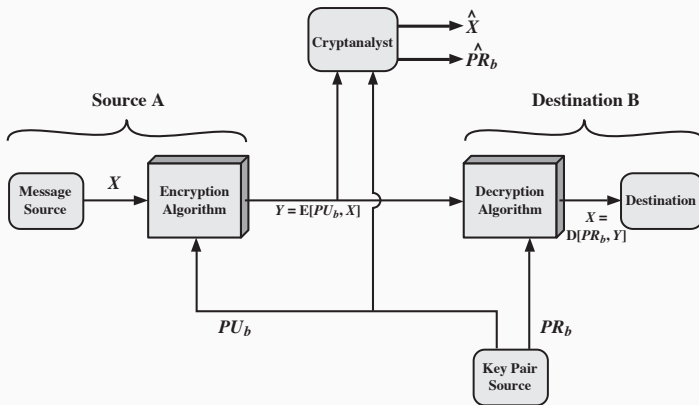 Cryptanalyst
X̂
P̂R_b
Source A
Destination B
Message
Source
X
Encryption
Algorithm
Y = E[PU_b, X]
Decryption
Algorithm
X =
D[PR_b, Y]
Destination
PU_b
PR_b
Key Pair
Source